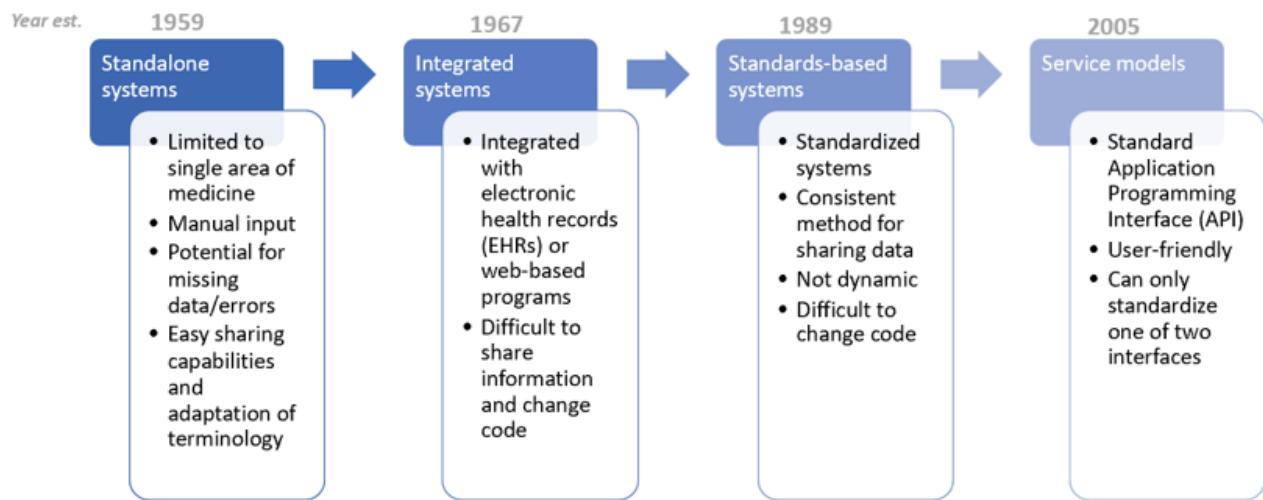 Year est.
1959
1967
1989
2005
Standalone
systems
Integrated
systems
Standards-based
systems
Service models
• Limited to
single area of
medicine
• Manual input
• Potential for
missing
data/errors
• Easy sharing
capabilities
and
adaptation of
terminology
• Integrated
with
electronic
health records
(EHRs) or
web-based
programs
• Difficult to
share
information
and change
code
• Standardized
systems
• Consistent
method for
sharing data
• Not dynamic
• Difficult to
change code
• Standard
Application
Programming
Interface (API)
• User-friendly
• Can only
standardize
one of two
interfaces